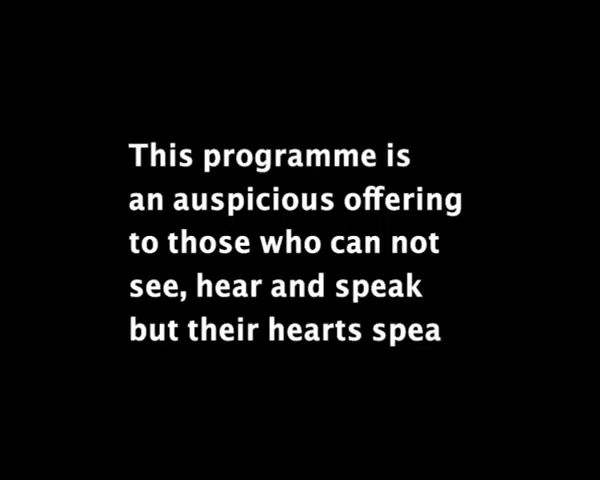 This programme is
an auspicious offering
to those who can not
see, hear and speak
but their hearts spea